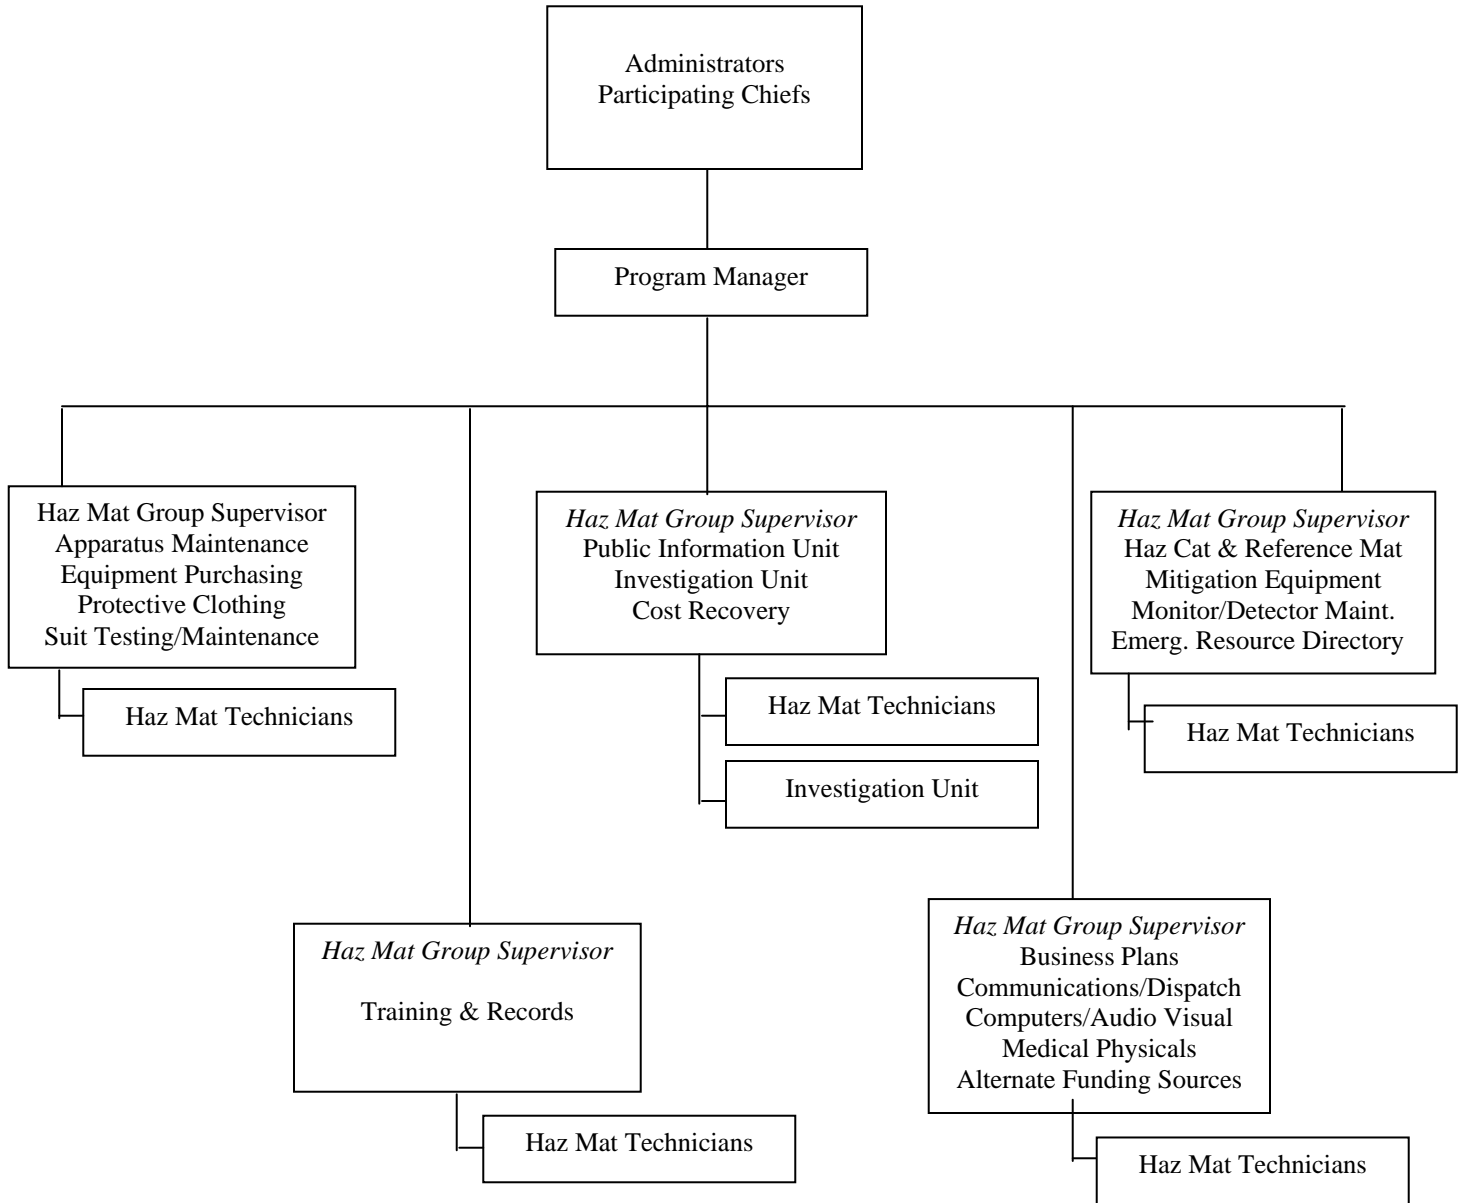 Administrators
Participating Chiefs
Program Manager
Haz Mat Group Supervisor
Apparatus Maintenance
Equipment Purchasing
Protective Clothing
Suit Testing/Maintenance
Haz Mat Technicians
Haz Mat Group Supervisor
Public Information Unit
Investigation Unit
Cost Recovery
Haz Mat Technicians
Investigation Unit
Haz Mat Group Supervisor
Haz Cat & Reference Mat
Mitigation Equipment
Monitor/Detector Maint.
Emerg. Resource Directory
Haz Mat Technicians
Haz Mat Group Supervisor
Training & Records
Haz Mat Technicians
Haz Mat Group Supervisor
Business Plans
Communications/Dispatch
Computers/Audio Visual
Medical Physicals
Alternate Funding Sources
Haz Mat Technicians